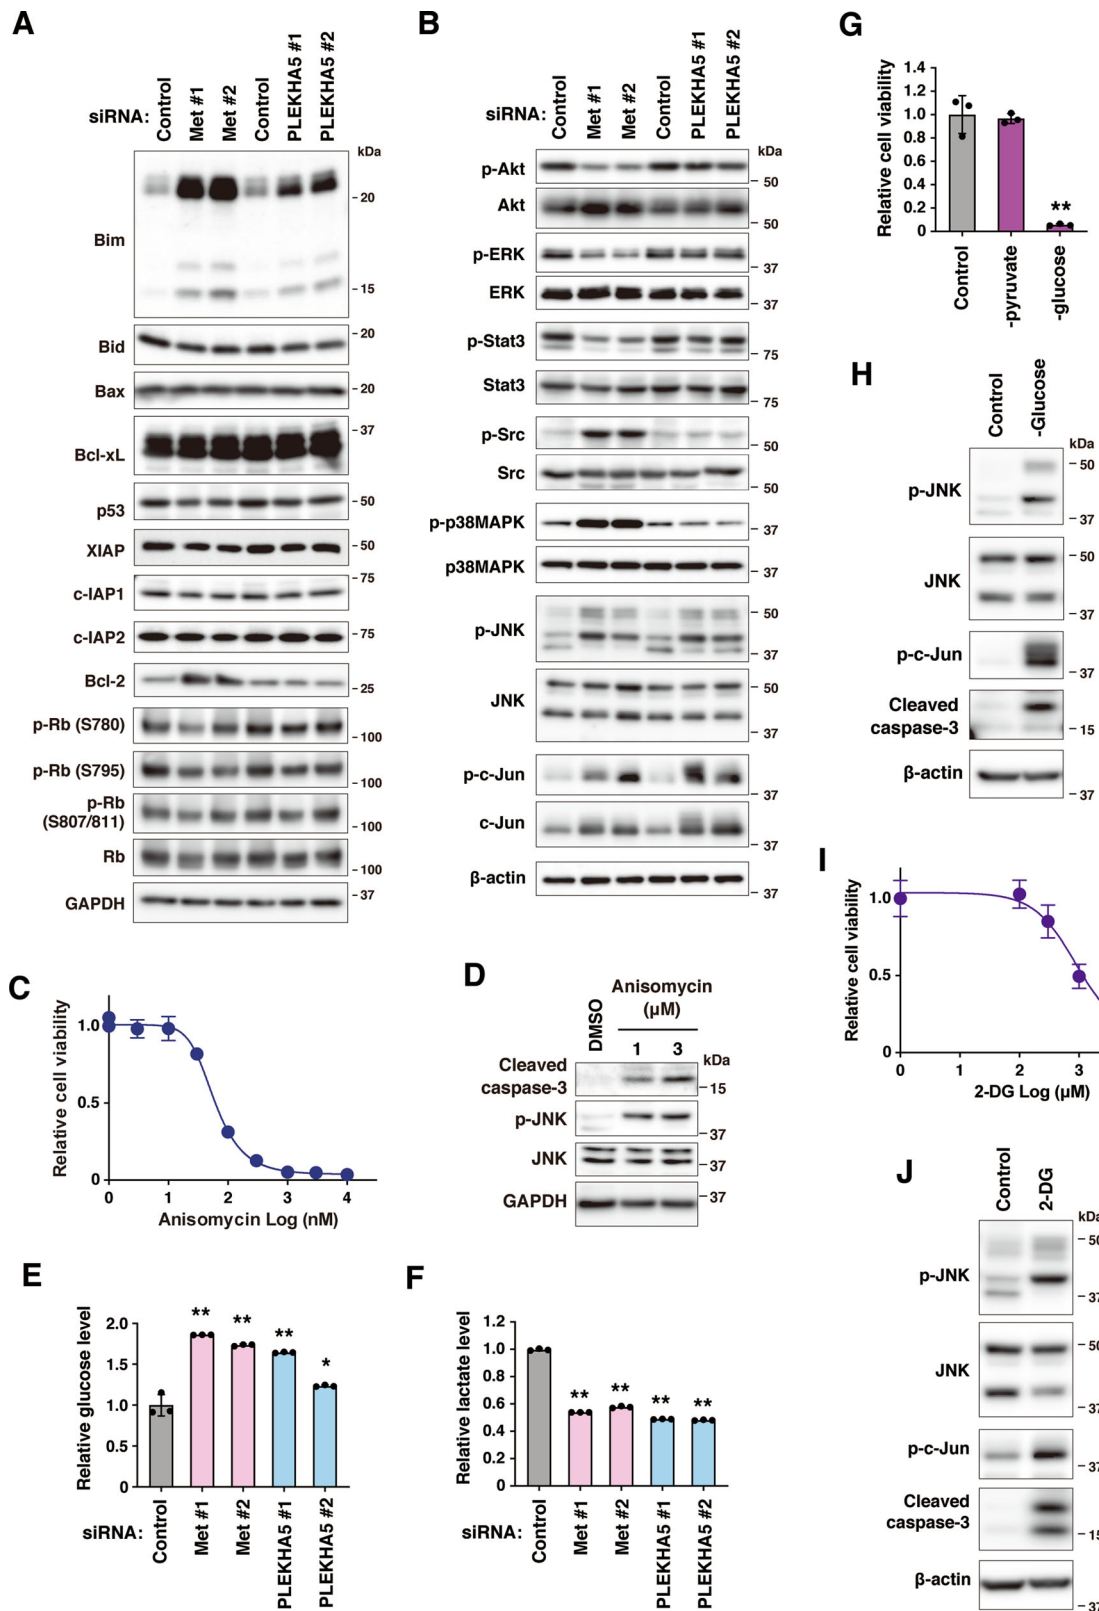 A
siRNA:
Control
Met #1
Met #2
Control
PLEKHA5 #1
PLEKHA5 #2
kDa
Bim
20
15
Bid
20
Bax
20
Bcl-xL
37
p53
50
XIAP
50
c-IAP1
75
c-IAP2
75
Bcl-2
25
p-Rb (S780)
100
p-Rb (S795)
100
p-Rb
(S807/811)
100
Rb
100
GAPDH
37
B
siRNA:
Control
Met #1
Met #2
Control
PLEKHA5 #1
PLEKHA5 #2
kDa
p-Akt
50
Akt
50
p-ERK
37
ERK
37
p-Stat3
75
Stat3
75
p-Src
50
Src
50
p-p38MAPK
37
p38MAPK
37
p-JNK
50
37
JNK
50
37
p-c-Jun
37
c-Jun
37
β-actin
37
C
Relative cell viability
1.0
0.5
0
0 1 2 3 4
Anisomycin Log (nM)
D
DMSO
Anisomycin
(µM)
1 3
kDa
Cleaved
caspase-3
15
p-JNK
37
JNK
37
GAPDH
37
E
Relative glucose level
2.0
1.5
1.0
0.5
0
** ** ** *
siRNA:
Control
Met #1
Met #2
PLEKHA5 #1
PLEKHA5 #2
F
Relative lactate level
1.2
1.0
0.8
0.6
0.4
0.2
0
** ** ** **
siRNA:
Control
Met #1
Met #2
PLEKHA5 #1
PLEKHA5 #2
G
Relative cell viability
1.4
1.2
1.0
0.8
0.6
0.4
0.2
0
**
Control
-pyruvate
-glucose
H
Control
-Glucose
kDa
p-JNK
50
37
JNK
50
37
p-c-Jun
37
Cleaved
caspase-3
15
β-actin
37
I
Relative cell viability
1.0
0.5
0
0 1 2 3
2-DG Log (µM)
J
Control
2-DG
kDa
p-JNK
50
37
JNK
50
37
p-c-Jun
37
Cleaved
caspase-3
15
β-actin
37